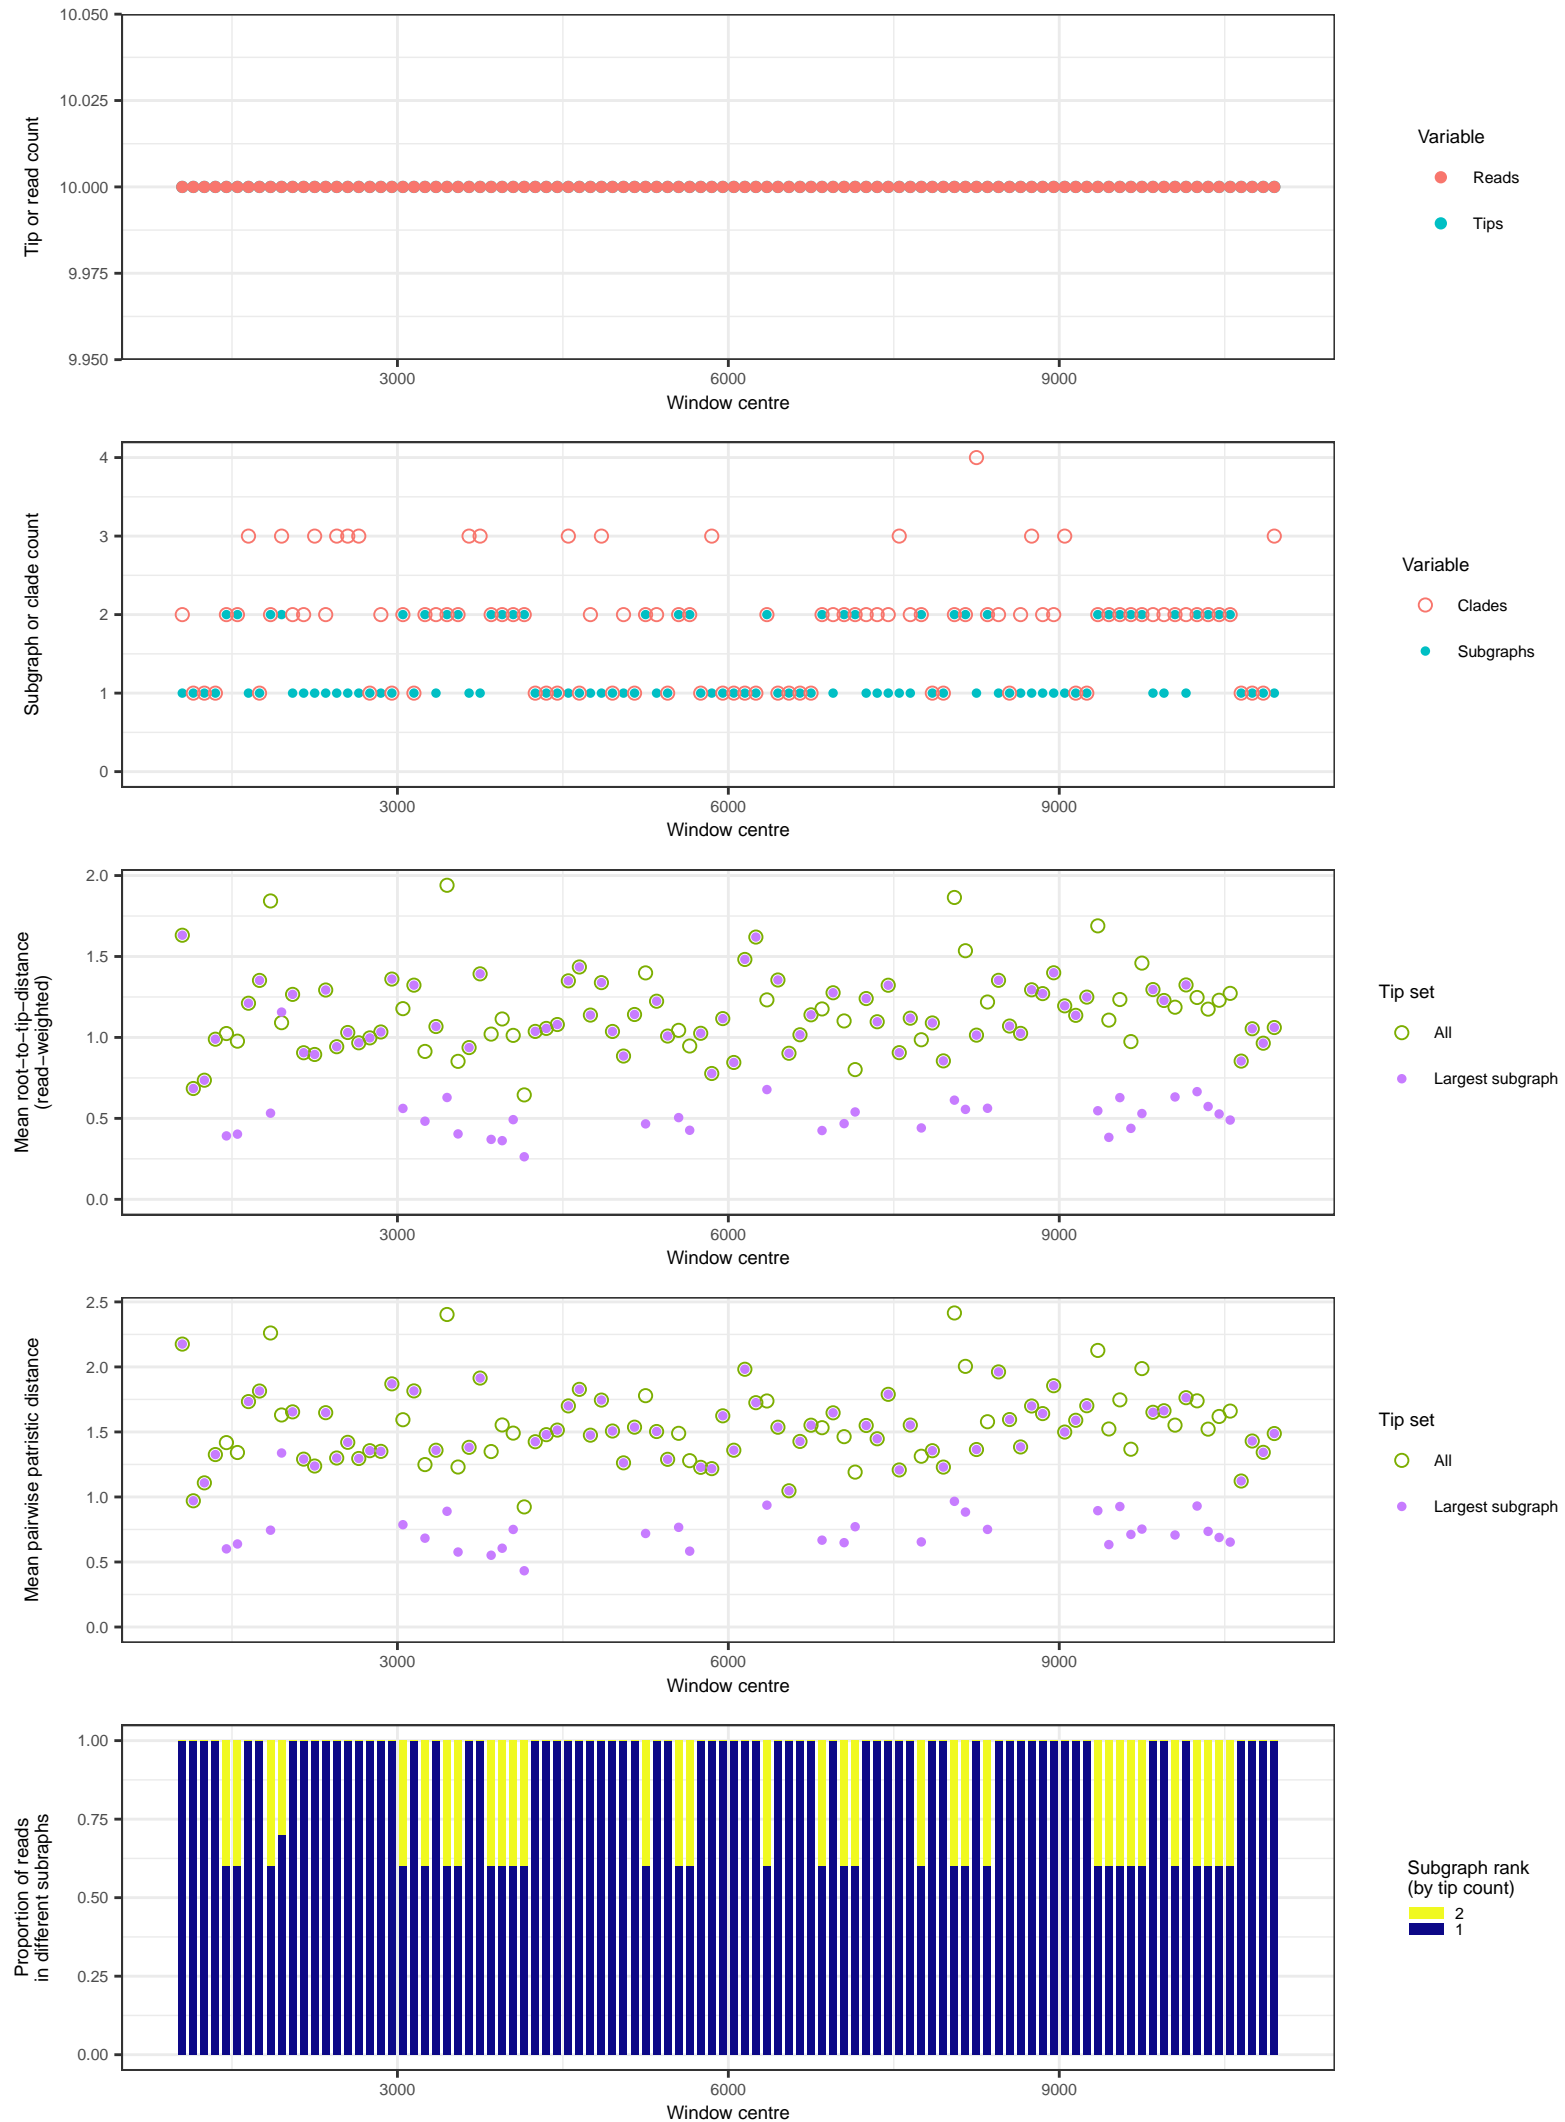 10.050
10.025
10.000
9.975
9.950
Tip or read count
3000
6000
9000
Window centre
Variable
Reads
Tips
4
3
2
1
0
Subgraph or clade count
3000
6000
9000
Window centre
Variable
Clades
Subgraphs
2.0
1.5
1.0
0.5
0.0
Mean root−to−tip−distance
(read−weighted)
3000
6000
9000
Window centre
Tip set
All
Largest subgraph
2.5
2.0
1.5
1.0
0.5
0.0
Mean pairwise patristic distance
3000
6000
9000
Window centre
Tip set
All
Largest subgraph
1.00
0.75
0.50
0.25
0.00
Proportion of reads
in different subraphs
3000
6000
9000
Window centre
Subgraph rank
(by tip count)
2
1